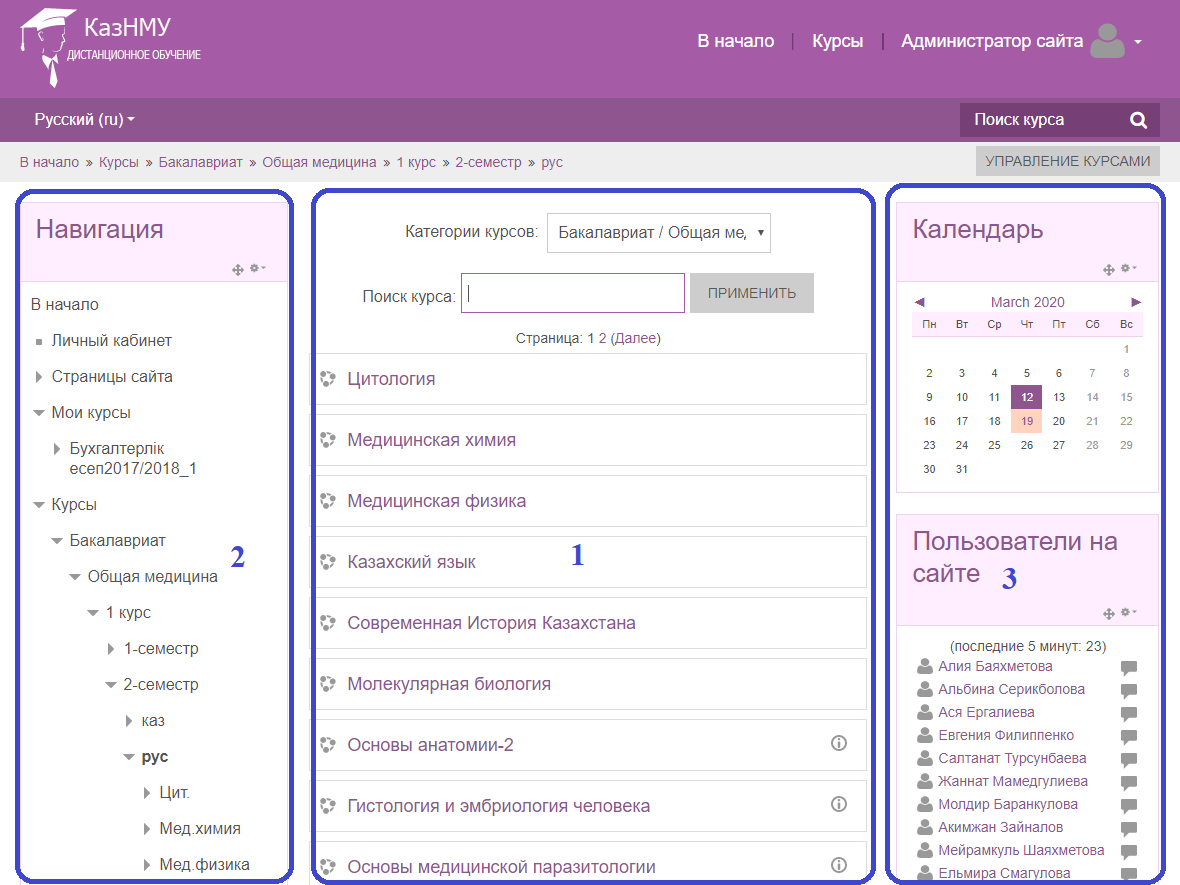 КазНМУ
ДИСТАНЦИОННОЕ ОБУЧЕНИЕ
В начало
Курсы
Администратор сайта
Русский (ru)
Поиск курса
В начало » Курсы » Бакалавриат » Общая медицина » 1 курс » 2-семестр » рус
УПРАВЛЕНИЕ КУРСАМИ
Навигация
В начало
Личный кабинет
Страницы сайта
Мои курсы
Бухгалтерлік
есеп2017/2018_1
Курсы
Бакалавриат
2
Общая медицина
1 курс
1-семестр
2-семестр
каз
рус
Цит.
Мед.химия
Мед.физика
Категории курсов: Бакалавриат / Общая мед
Поиск курса:
ПРИМЕНИТЬ
Страница: 1 2 (Далее)
Цитология
Медицинская химия
Медицинская физика
Казахский язык
1
Современная История Казахстана
Молекулярная биология
Основы анатомии-2
Гистология и эмбриология человека
Основы медицинской паразитологии
Календарь
◄ March 2020 ►
Пн Вт Ср Чт Пт Сб Вс
1
2 3 4 5 6 7 8
9 10 11 12 13 14 15
16 17 18 19 20 21 22
23 24 25 26 27 28 29
30 31
Пользователи на
сайте
3
(последние 5 минут: 23)
Алия Баяхметова
Альбина Серикболова
Ася Ергалиева
Евгения Филиппенко
Салтанат Турсунбаева
Жаннат Мамедгулиева
Молдир Баранкулова
Акимжан Зайналов
Мейрамкуль Шаяхметова
Ельмира Смагулова